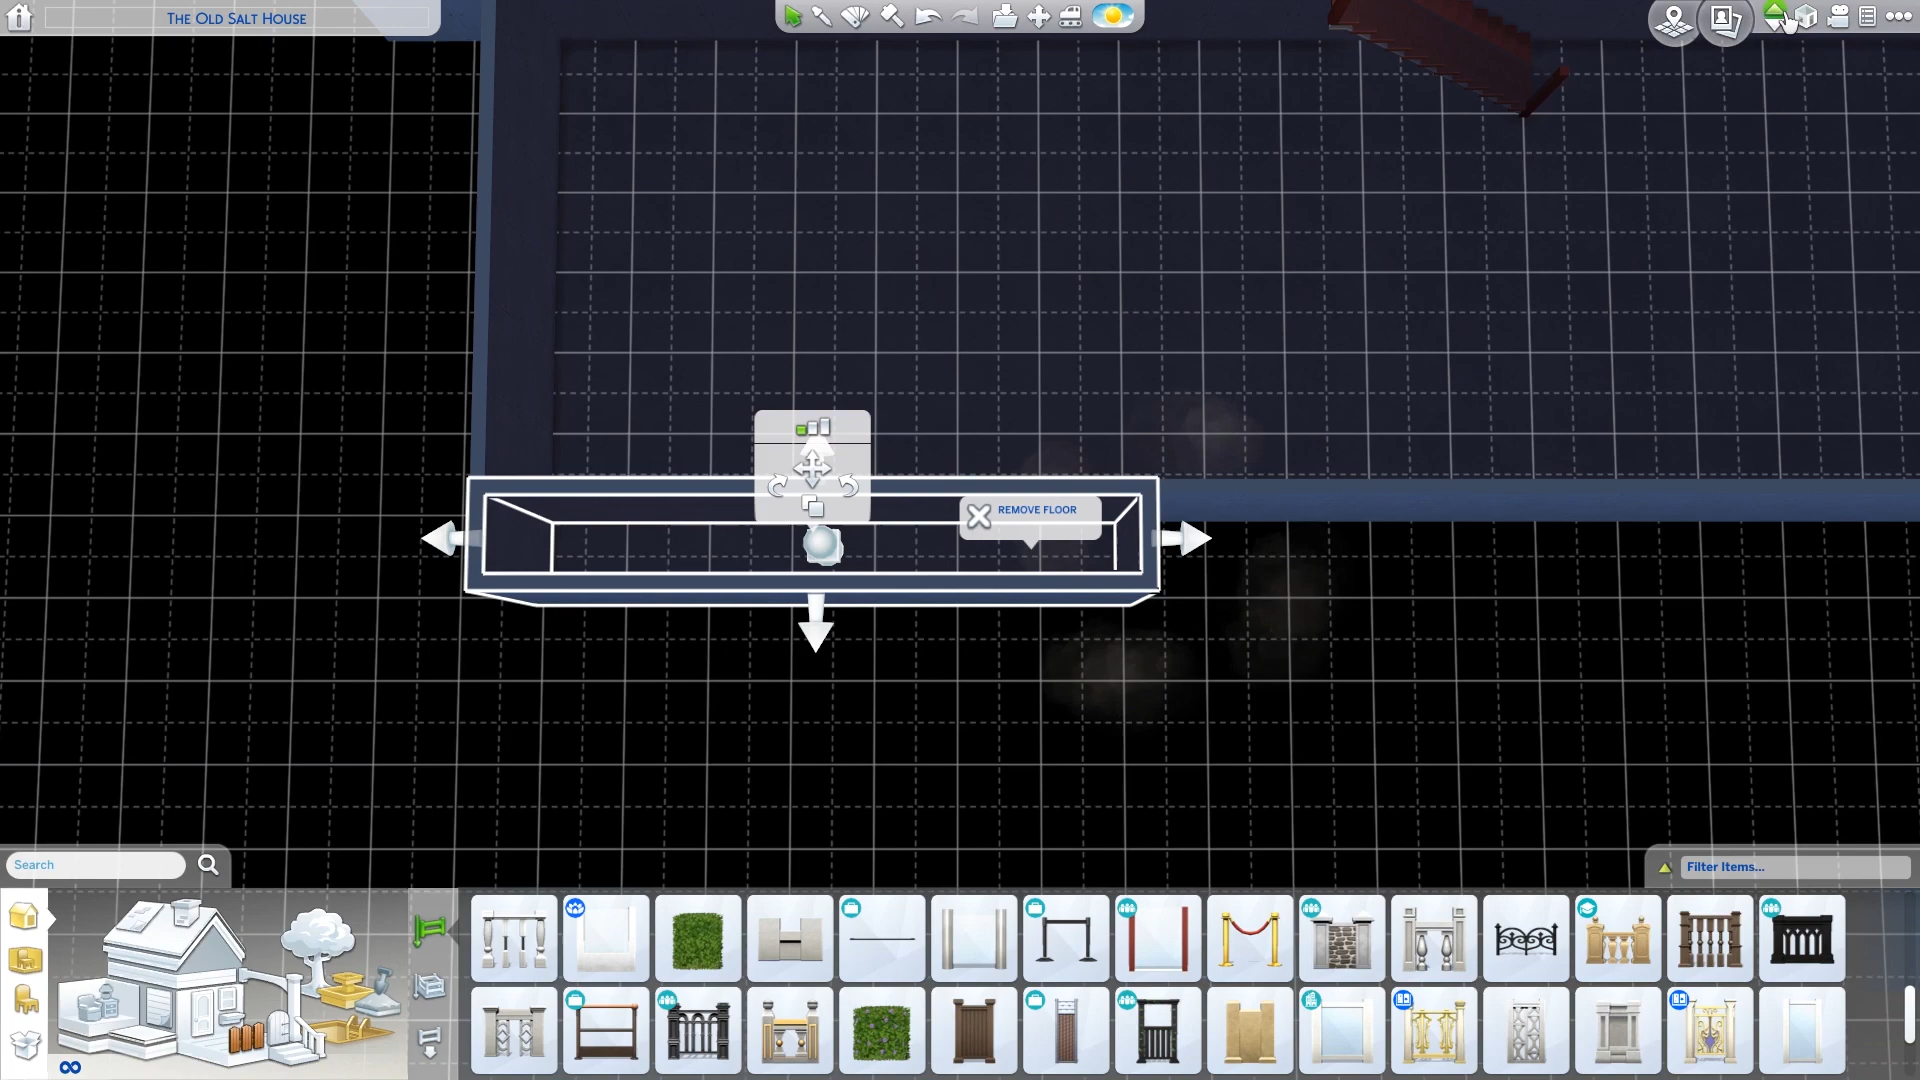 The Old Salt House
REMOVE FLOOR
Search
Filter Items...